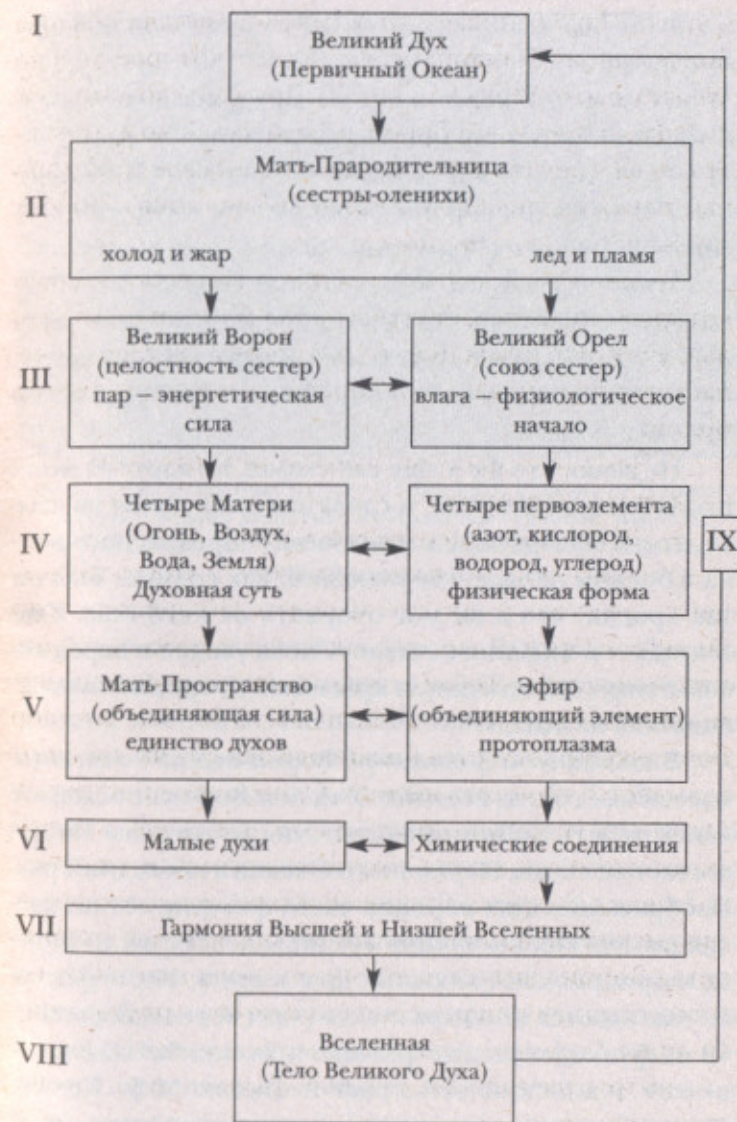 I
Великий Дух
(Первичный Океан)
II
Мать-Прародительница
(сестры-оленихи)
холод и жар
лед и пламя
III
Великий Ворон
(целостность сестер)
пар – энергетическая
сила
Великий Орел
(союз сестер)
влага – физиологическое
начало
IV
Четыре Матери
(Огонь, Воздух,
Вода, Земля)
Духовная суть
Четыре первоэлемента
(азот, кислород,
водород, углерод)
физическая форма
IX
V
Мать-Пространство
(объединяющая сила)
единство духов
Эфир
(объединяющий элемент)
протоплазма
VI
Малые духи
Химические соединения
VII
Гармония Высшей и Низшей Вселенных
VIII
Вселенная
(Тело Великого Духа)